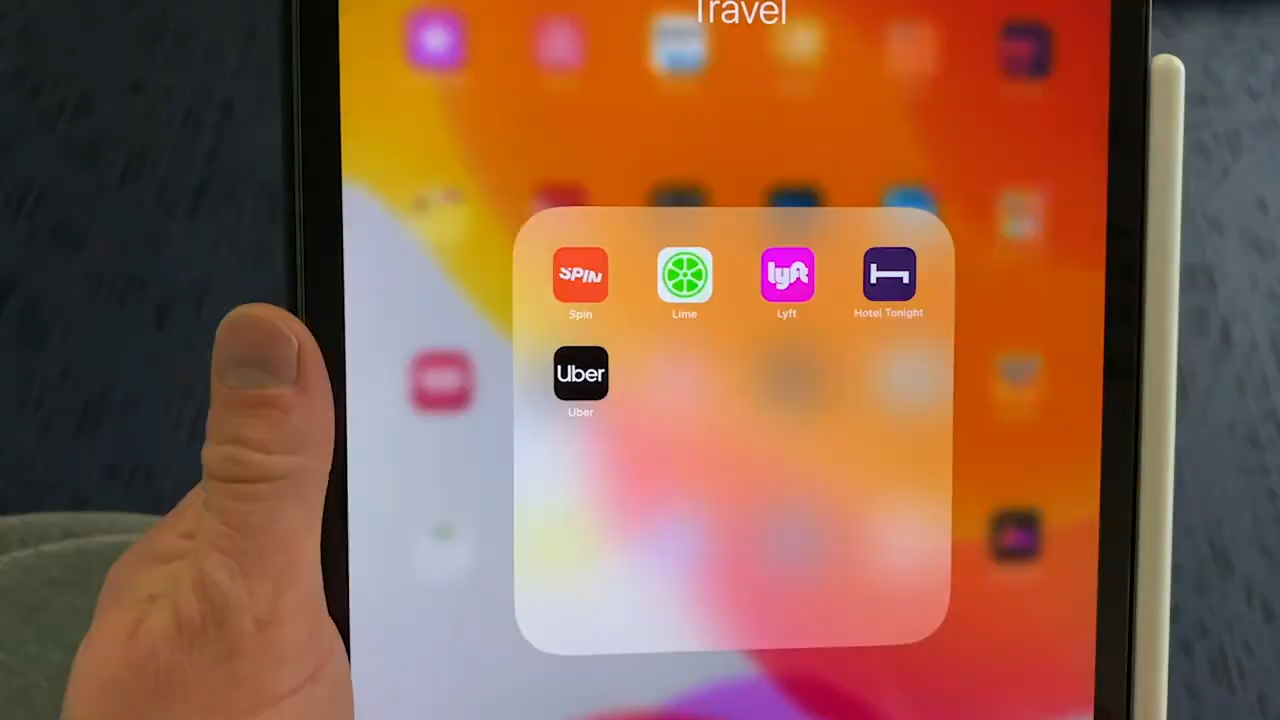 Travel
SPIN
lyft
Spin
Lime
Lyft
Hotel Tonight
Uber
Uber